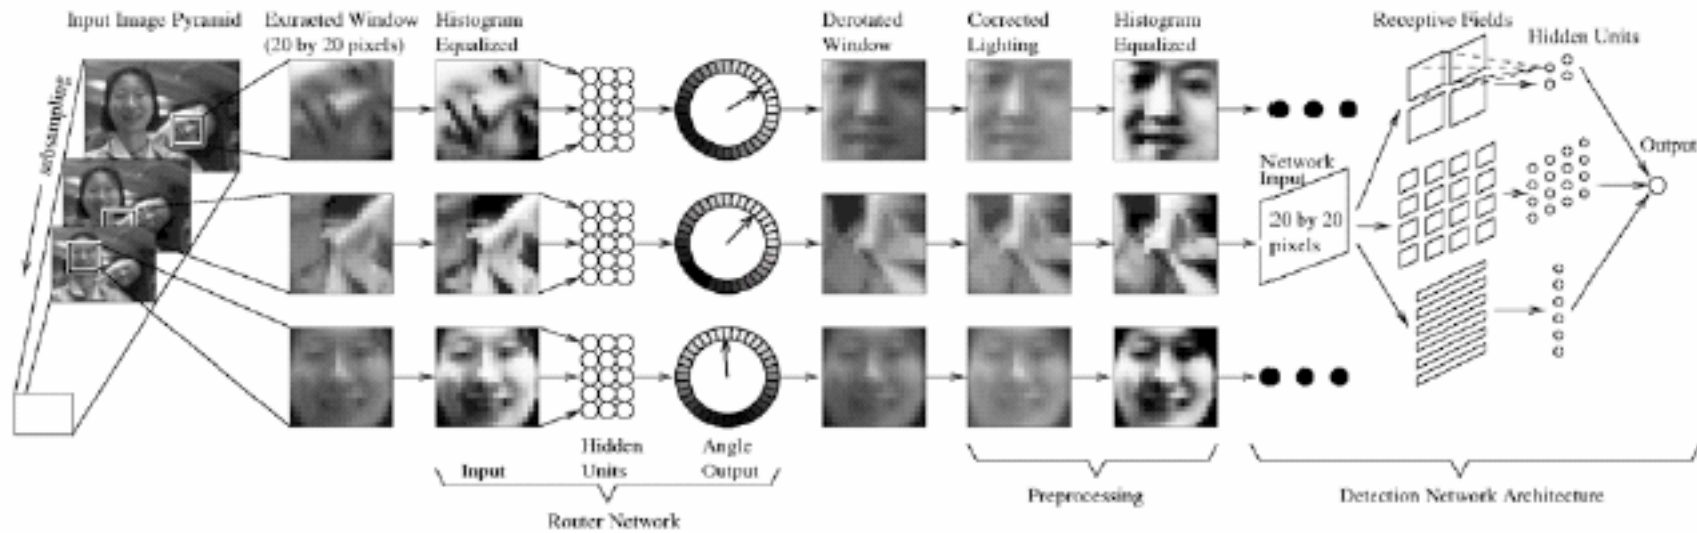 Input Image Pyramid
Extracted Window
(20 by 20 pixels)
Histogram
Equalized
Derotated
Window
Corrected
Lighting
Histogram
Equalized
Receptive Fields
Hidden Units
subsampling
Network
Input
20 by 20
pixels
Output
Hidden
Units
Angle
Output
Input
Router Network
Preprocessing
Detection Network Architecture